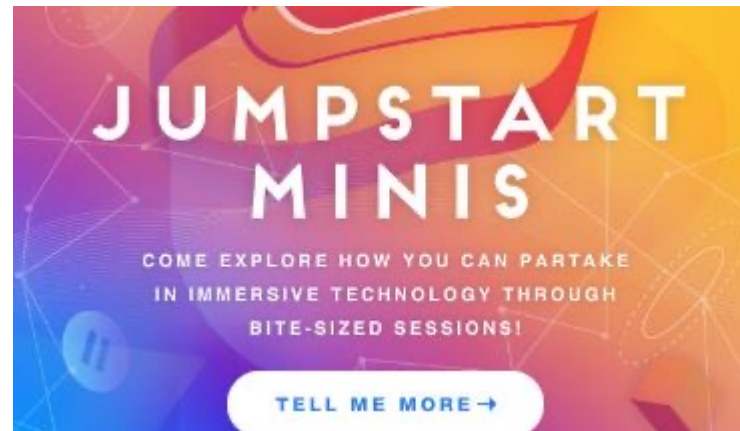 JUMPSTART
MINIS
COME EXPLORE HOW YOU CAN PARTAKE
IN IMMERSIVE TECHNOLOGY THROUGH
BITE-SIZED SESSIONS!
TELL ME MORE→